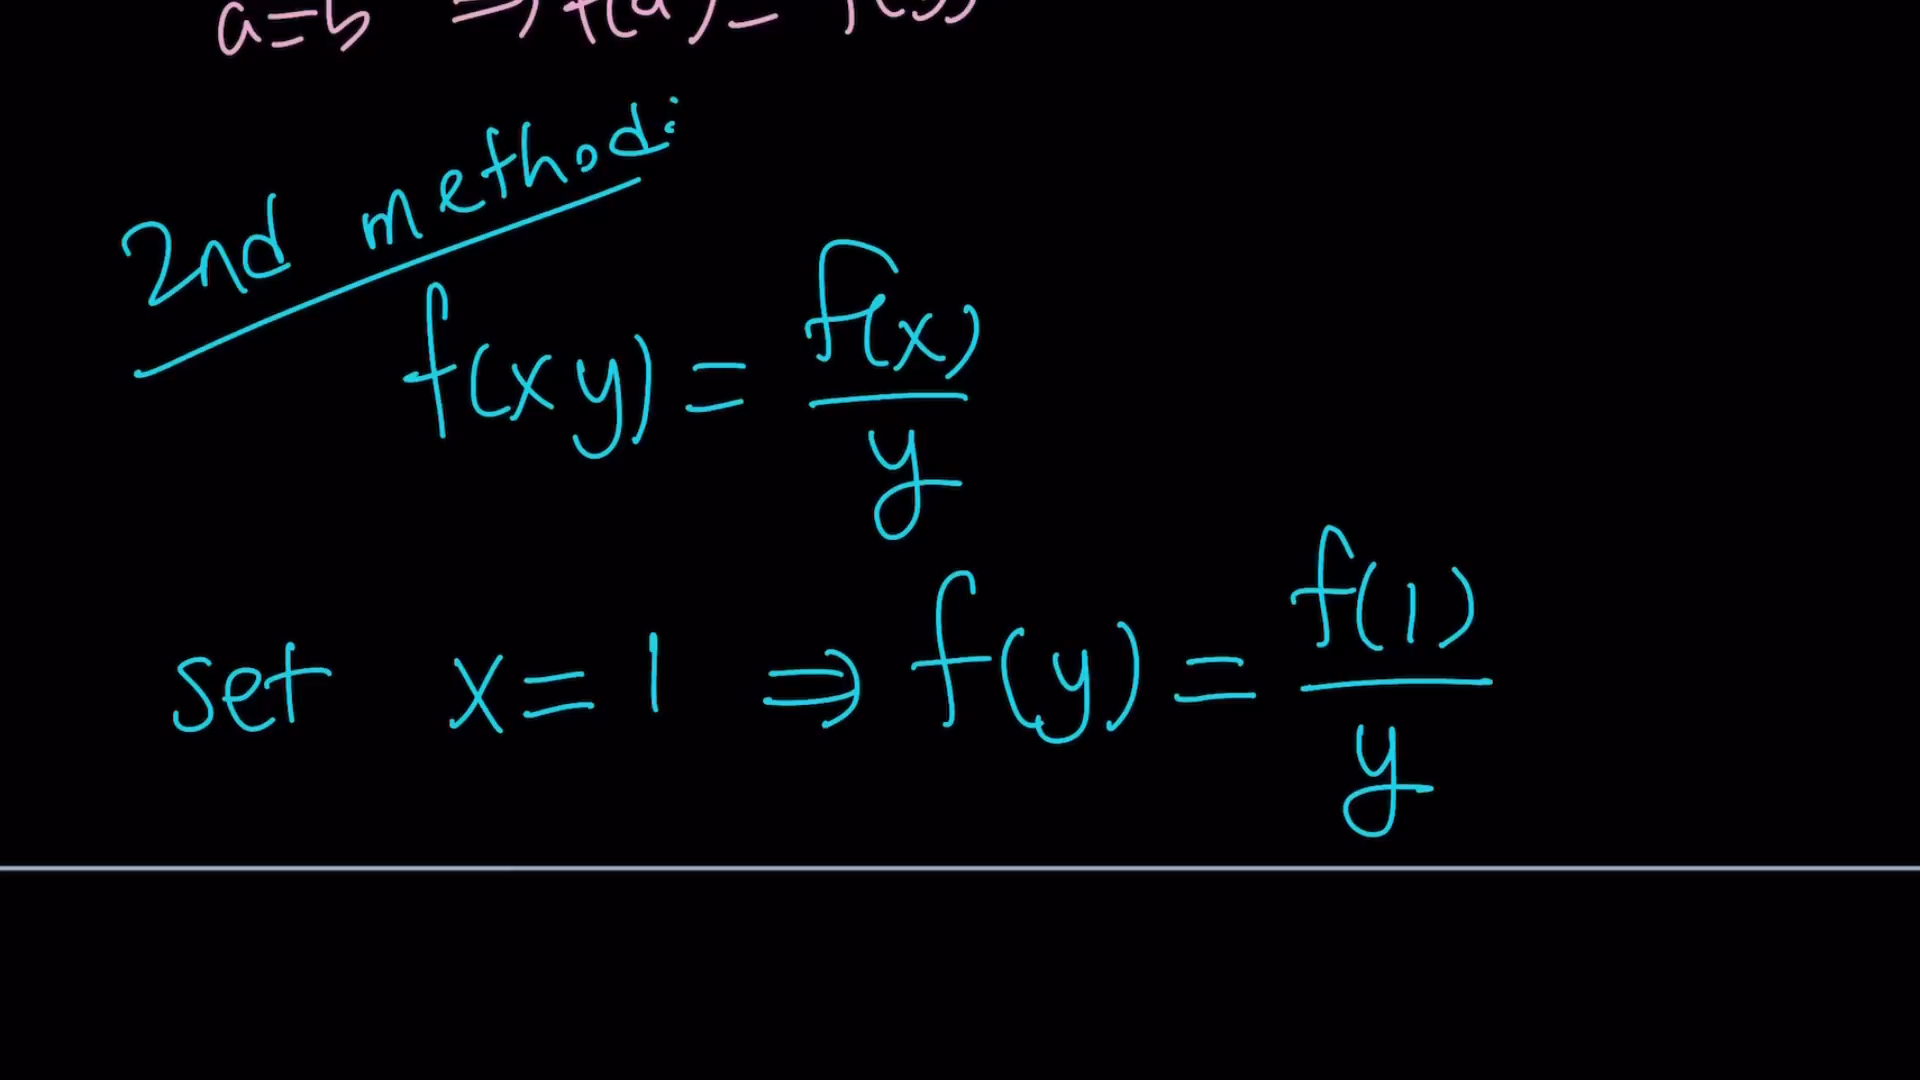 a=b ⇒ f(a) =
2nd method:
f(xy) = f(x)/y
set x=1 ⇒ f(y) = f(1)/y